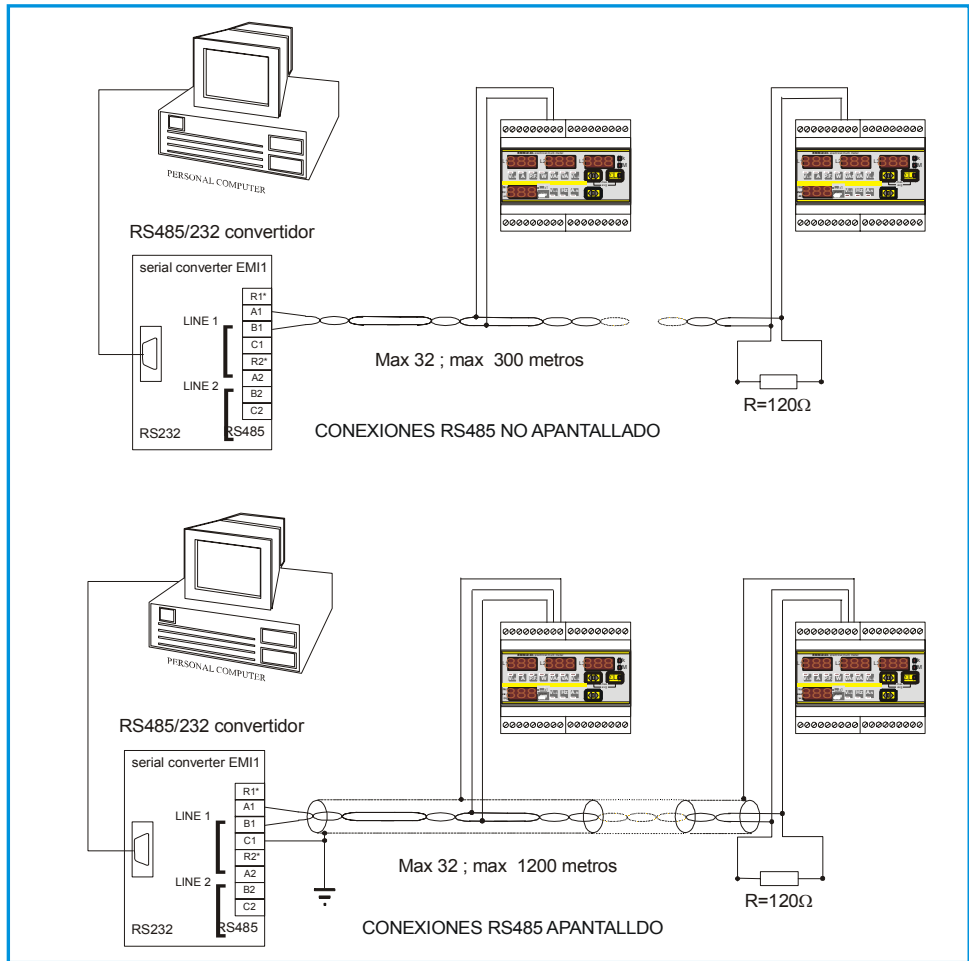 PERSONAL COMPUTER
RS485/232 convertidor
serial converter EMI1
R1*
A1
LINE 1
B1
C1
R2*
A2
LINE 2
B2
C2
RS232
RS485
Max 32 ; max 300 metros
R=120Ω
CONEXIONES RS485 NO APANTALLADO
PERSONAL COMPUTER
RS485/232 convertidor
serial converter EMI1
R1*
A1
LINE 1
B1
C1
R2*
A2
LINE 2
B2
C2
RS232
RS485
Max 32 ; max 1200 metros
R=120Ω
CONEXIONES RS485 APANTALLDO